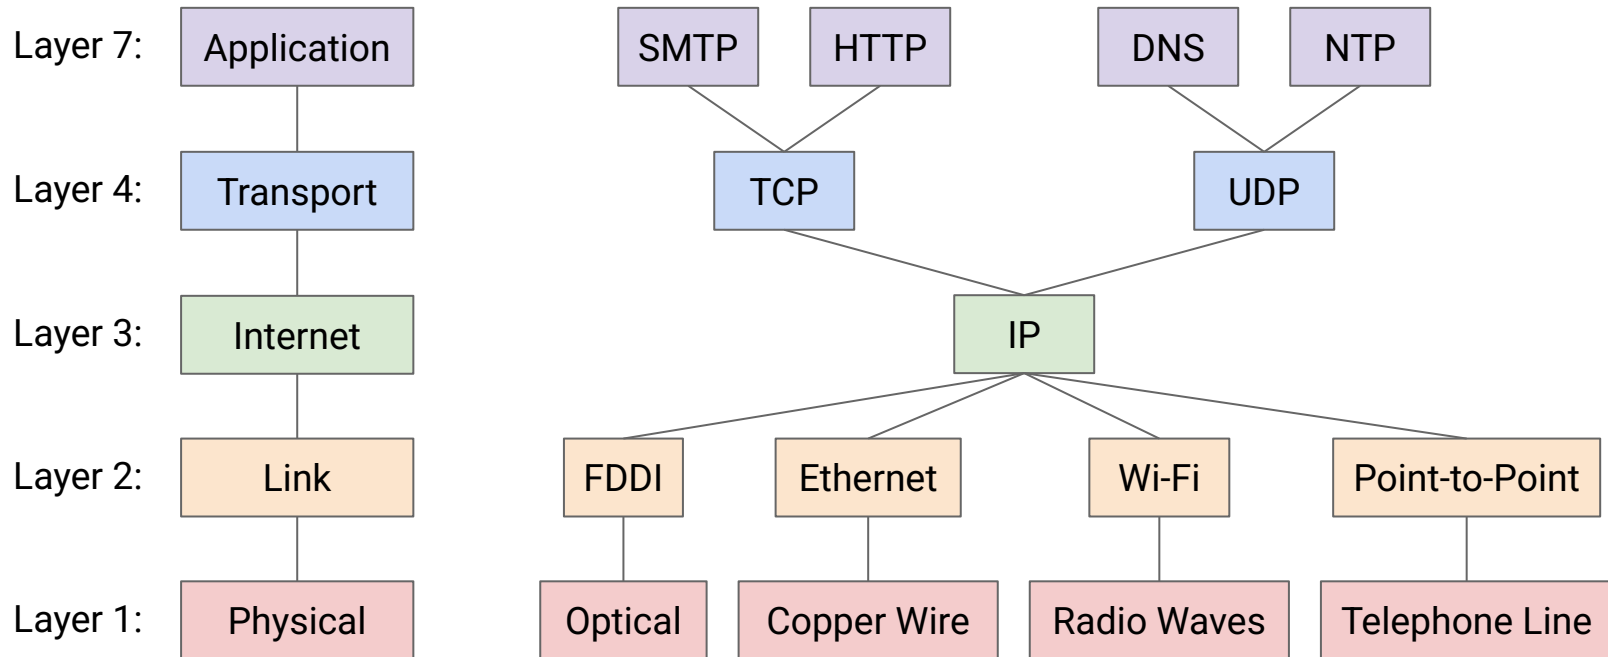 Layer 7: Application SMTP HTTP DNS NTP
Layer 4: Transport TCP UDP
Layer 3: Internet IP
Layer 2: Link FDDI Ethernet Wi-Fi Point-to-Point
Layer 1: Physical Optical Copper Wire Radio Waves Telephone Line